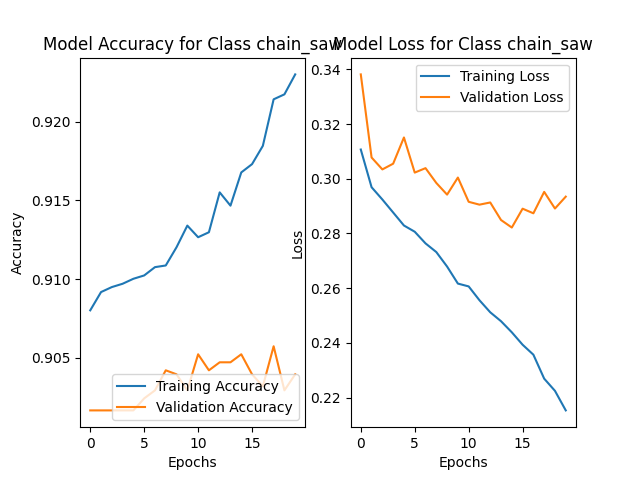 Model Accuracy for Class chain_saw
Model Loss for Class chain_saw
0.920
0.915
0.910
0.905
Accuracy
0
5
10
15
Epochs
Training Accuracy
Validation Accuracy
0.34
0.32
0.30
0.28
0.26
0.24
0.22
Loss
0
5
10
15
Epochs
Training Loss
Validation Loss